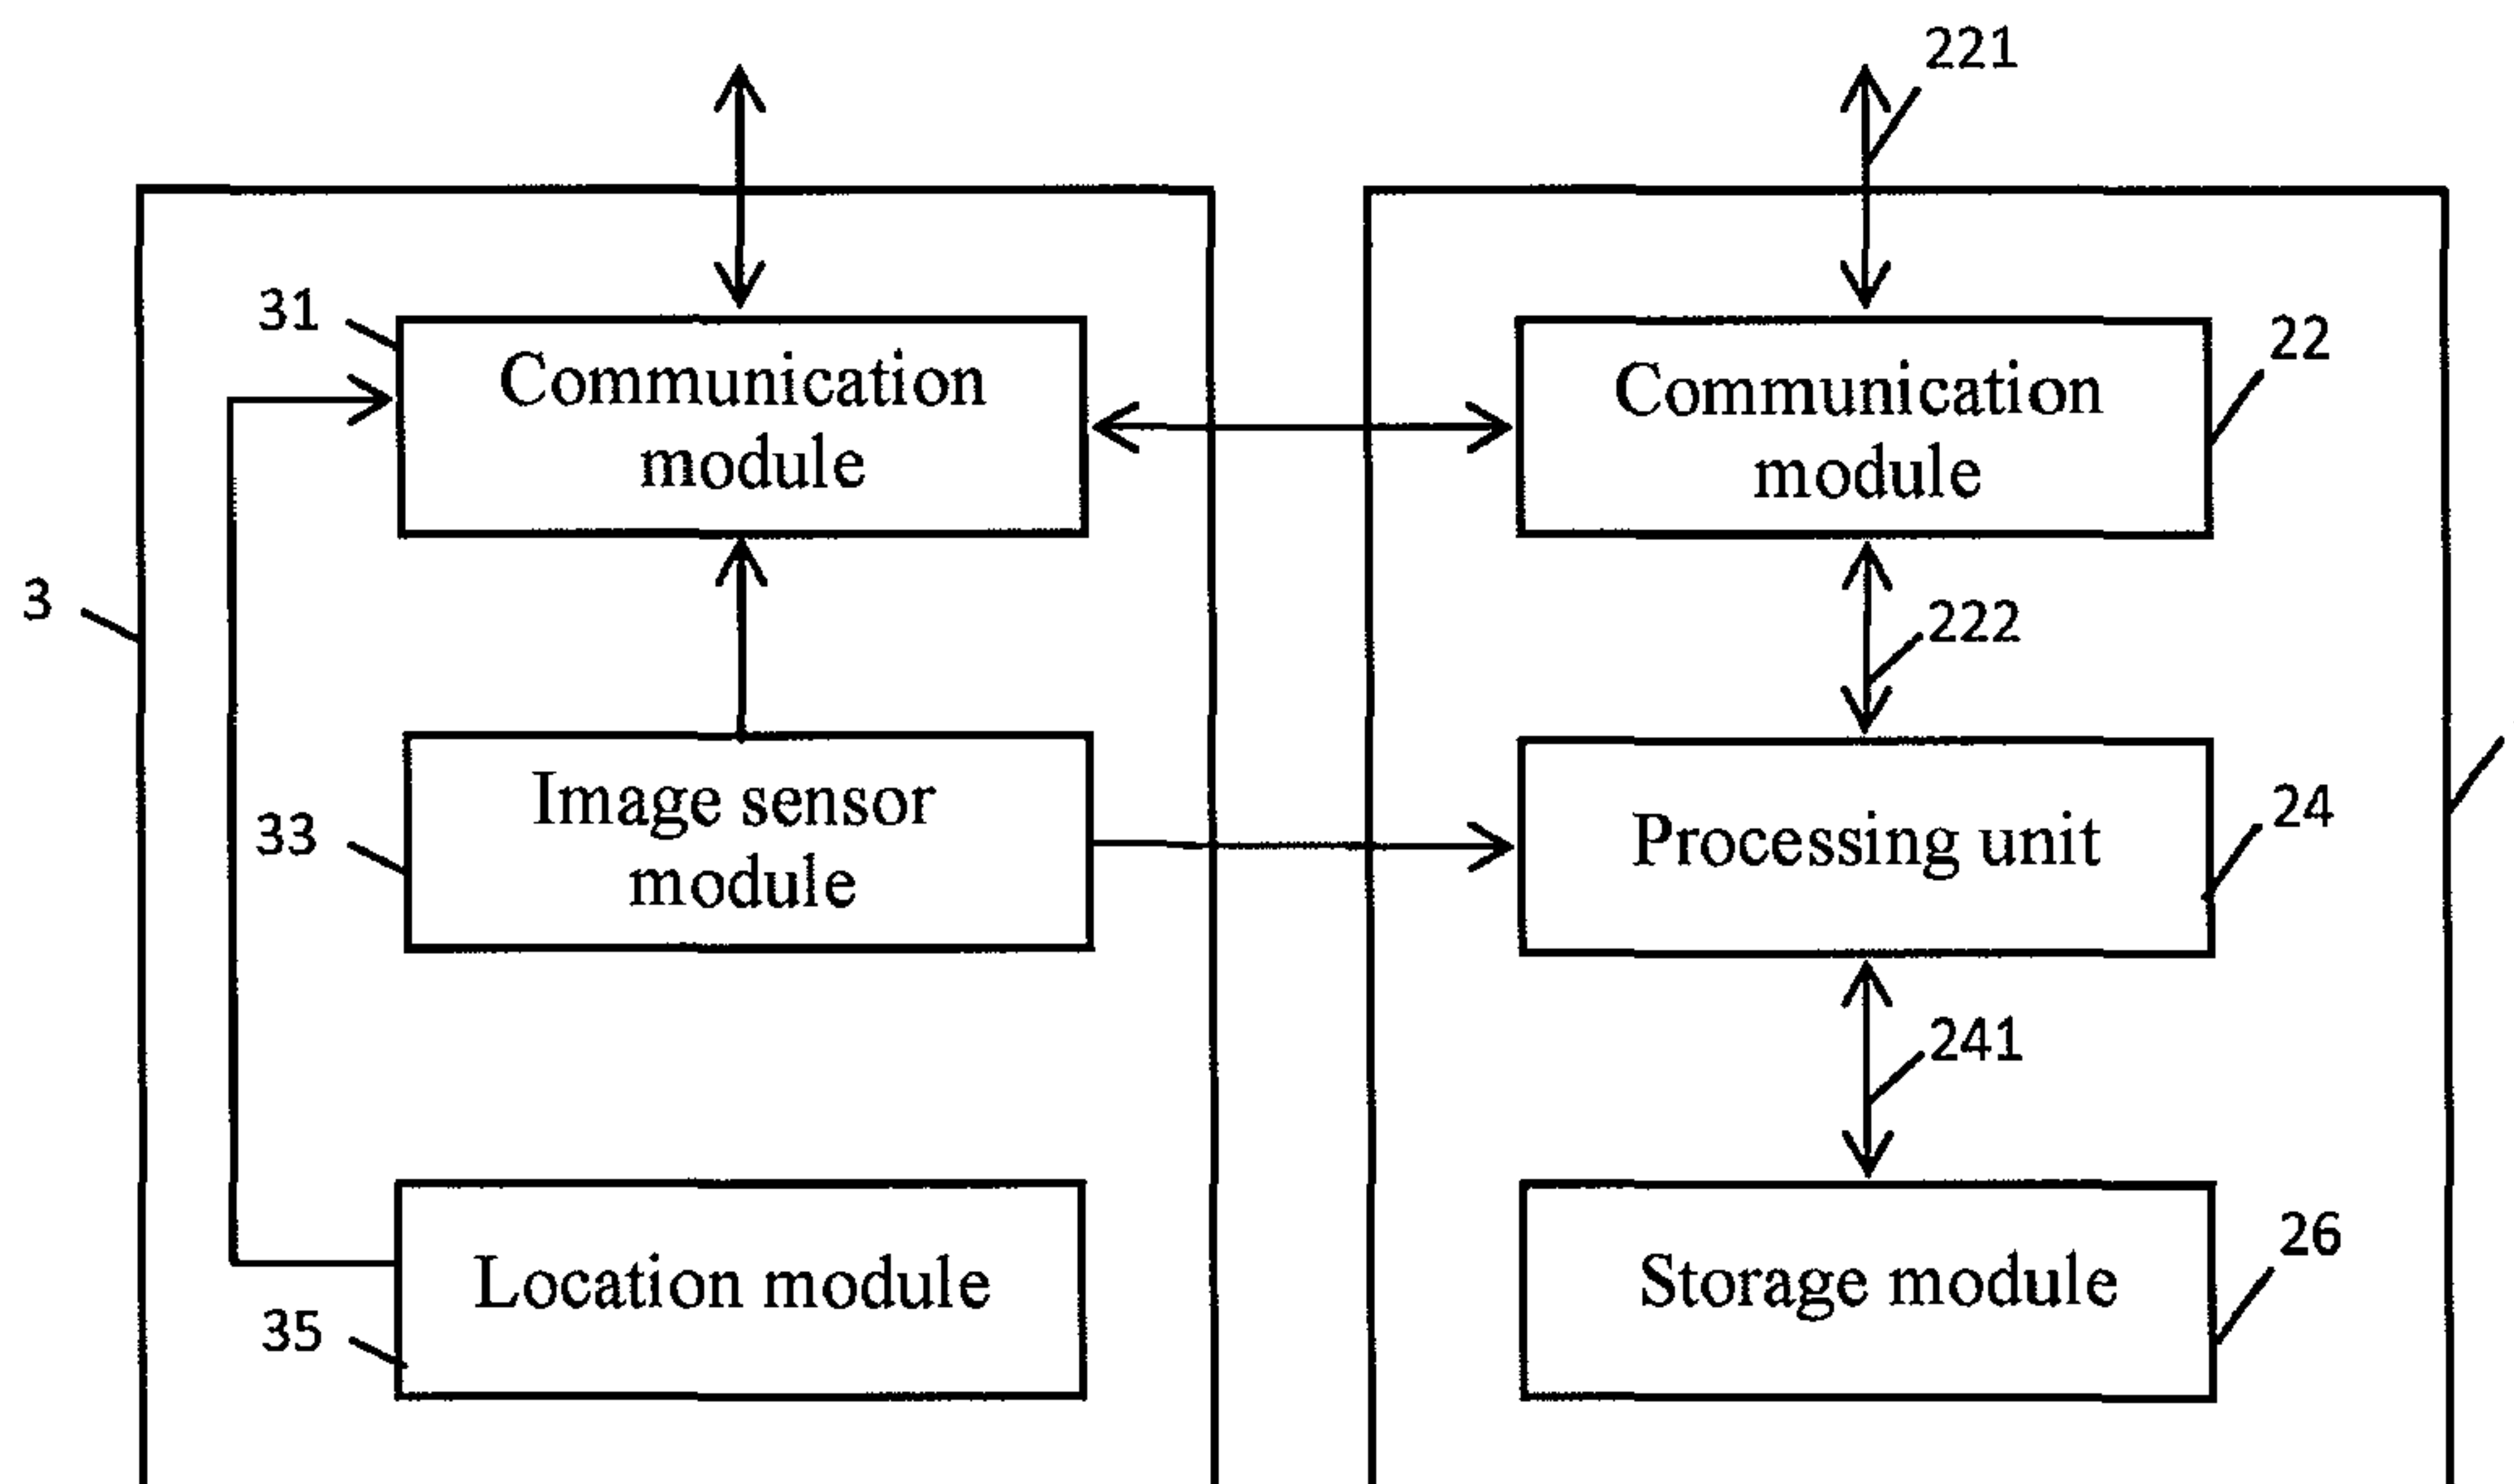 221
31
Communication
module
22
Communication
module
3
222
33
Image sensor
module
24
Processing unit
241
35
Location module
26
Storage module